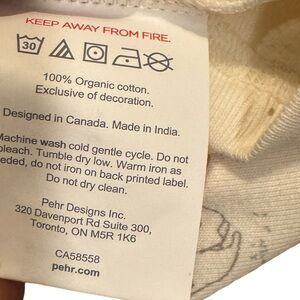 KEEP AWAY FROM FIRE.
30
100% Organic cotton.
Exclusive of decoration.
Designed in Canada. Made in India.
Machine wash cold gentle cycle. Do not
bleach. Tumble dry low. Warm iron as
eeded, do not iron on back printed label.
Do not dry clean.
Pehr Designs Inc.
320 Davenport Rd Suite 300,
Toronto, ON M5R 1K6
CA58558
pehr.com